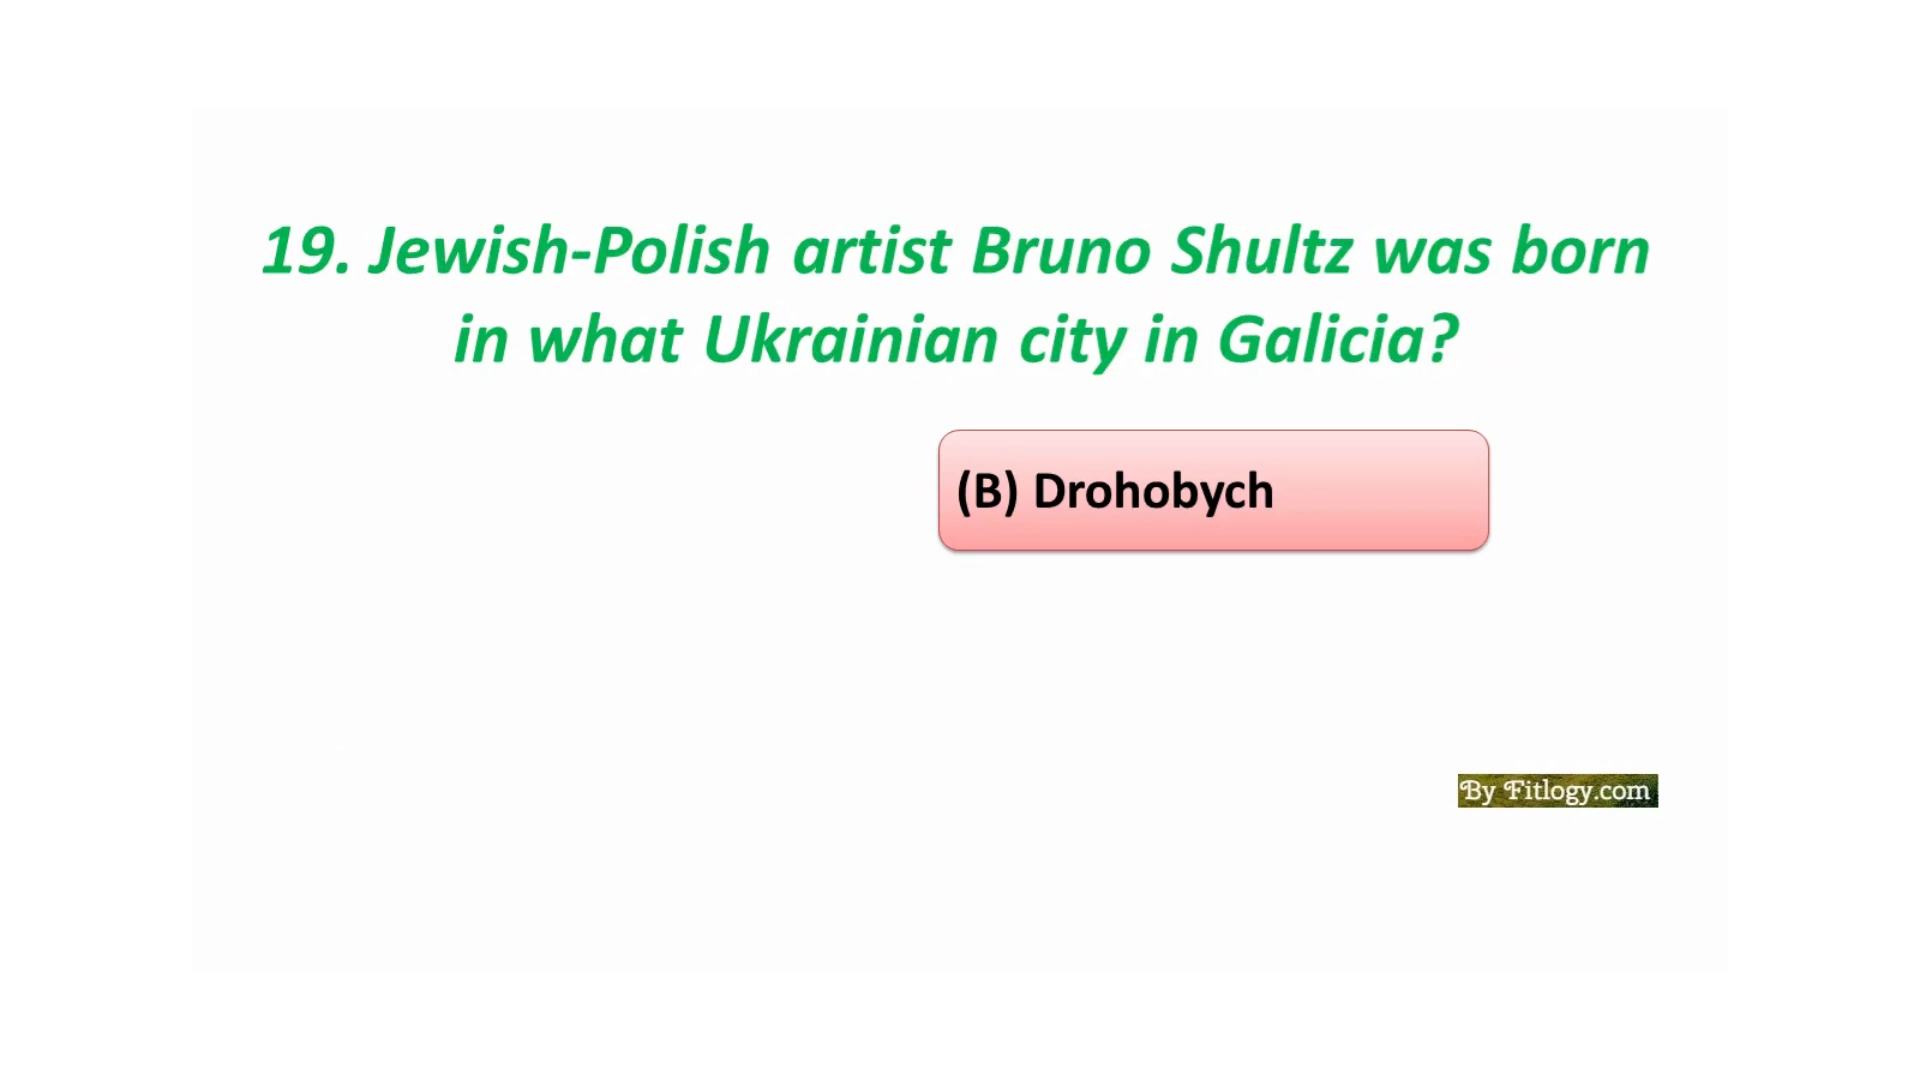 19. Jewish-Polish artist Bruno Shultz was born
in what Ukrainian city in Galicia?
(B) Drohobych
By Fitlogy.com